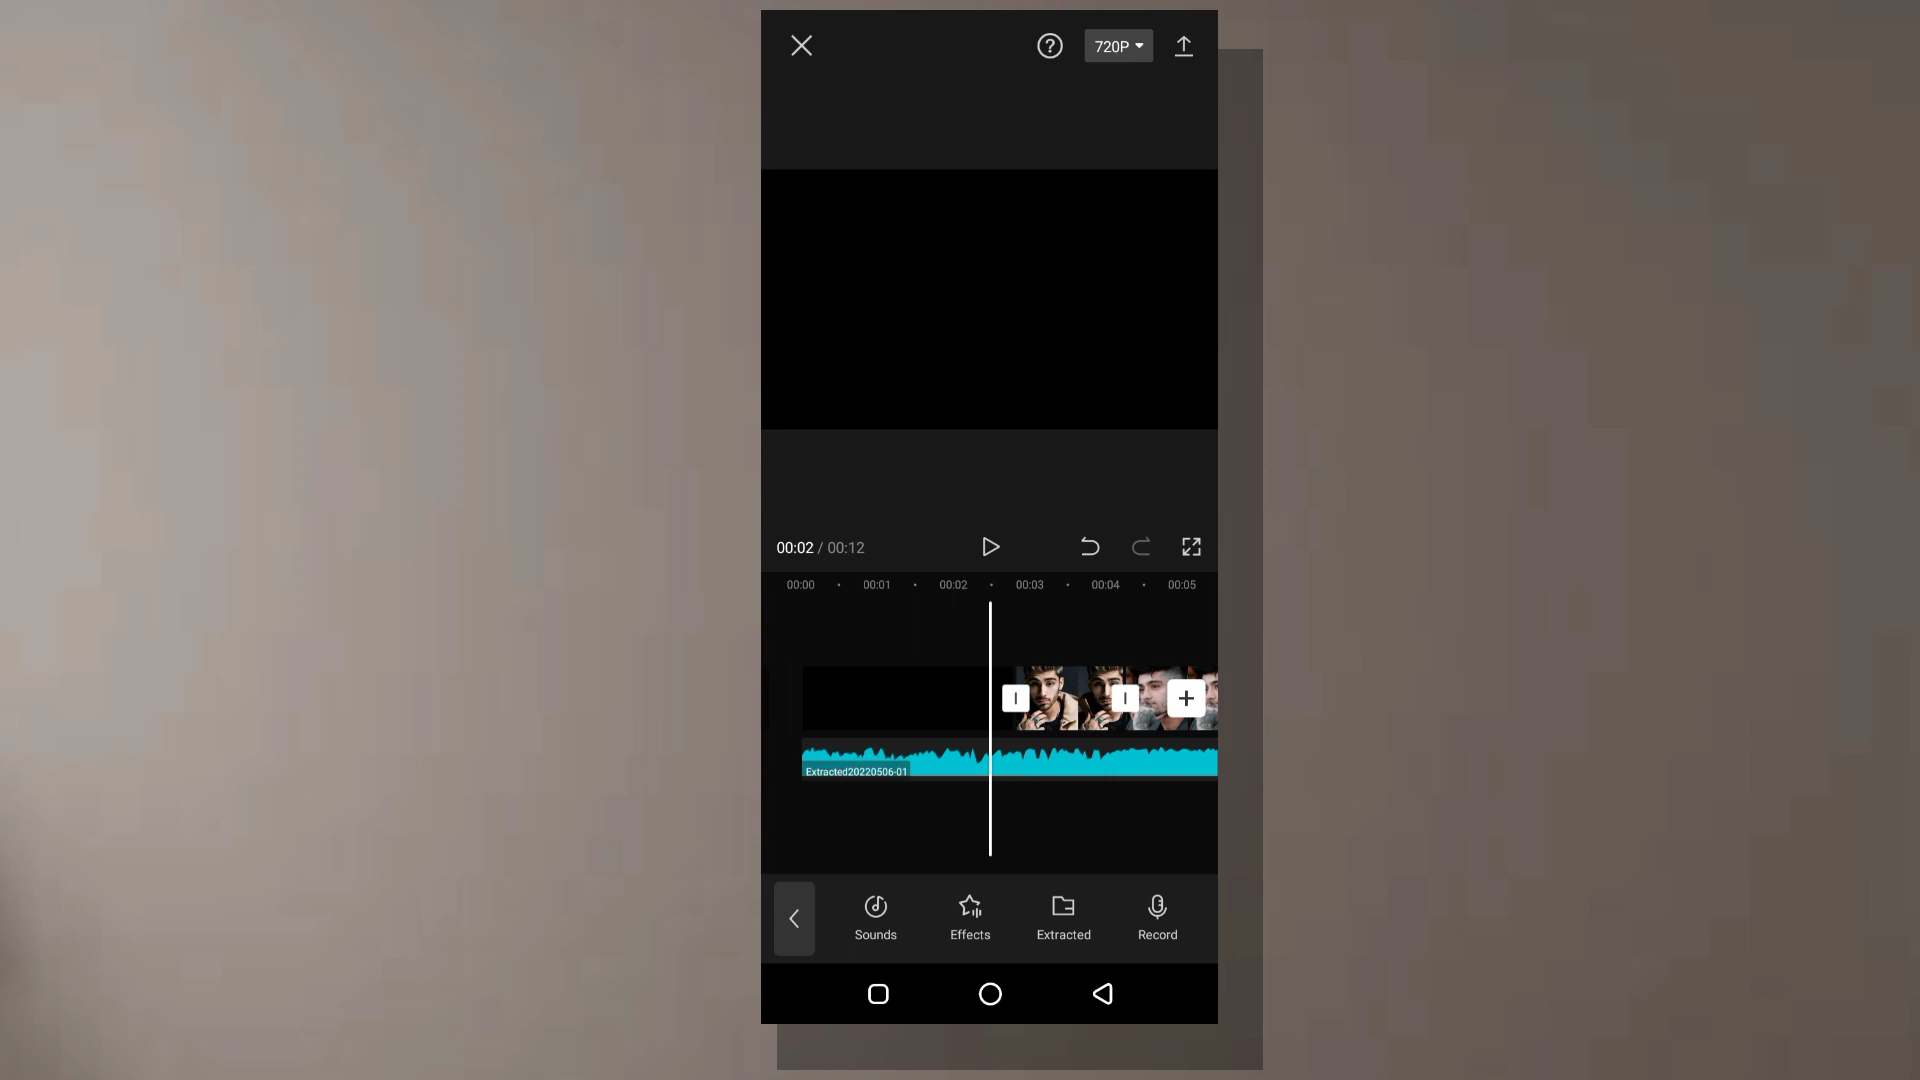 720P
00:02 / 00:12
00:00 00:01 00:02 00:03 00:04 00:05
Extracted20220506-01
Sounds Effects Extracted Record